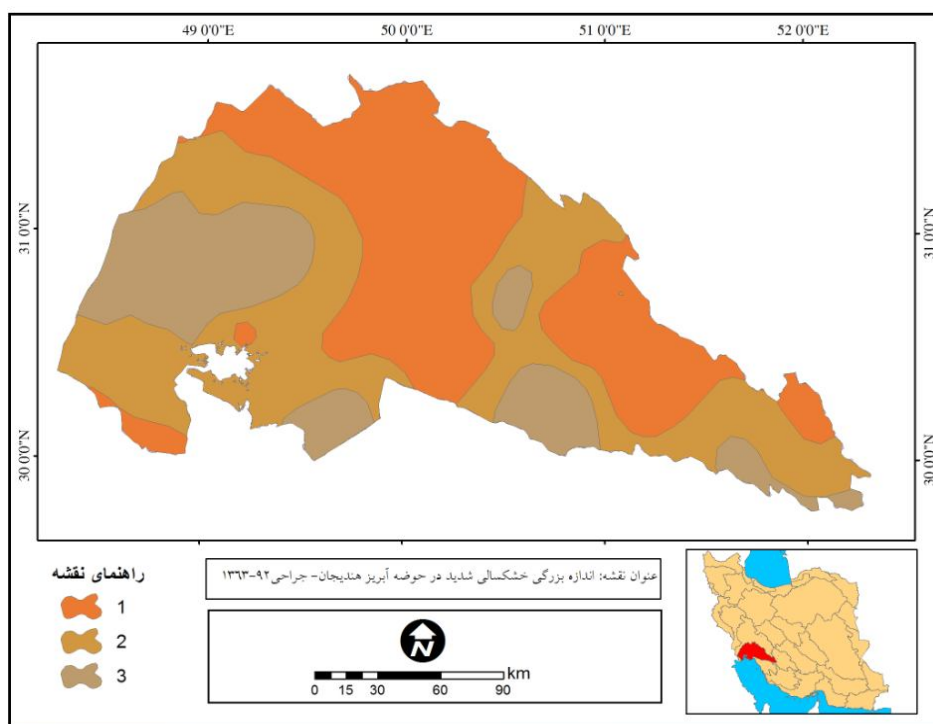 49 0'0"E
50 0'0"E
51 0'0"E
52 0'0"E
31 0'0"N
31 0'0"N
30 0'0"N
30 0'0"N
راهنمای نقشه
1
2
3
عنوان نقشه: اندازه بزرگی خشکسالی شدید در حوضه آبریز هندیجان- جراحی۹۲-۱۳۶۳
N
km
0 15 30 60 90